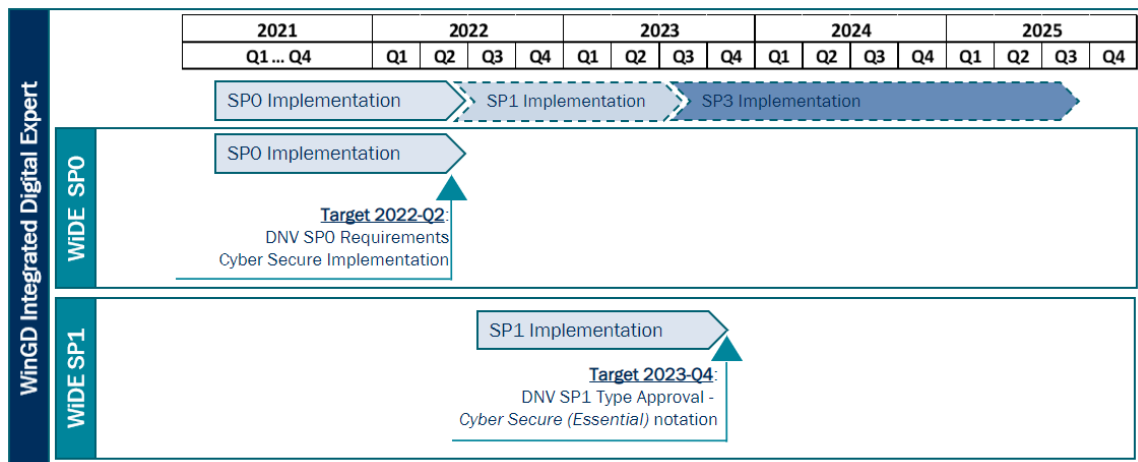 2021 2022 2023 2024 2025
Q1 ... Q4 Q1 Q2 Q3 Q4 Q1 Q2 Q3 Q4 Q1 Q2 Q3 Q4 Q1 Q2 Q3 Q4
WinGD Integrated Digital Expert
SP0 Implementation SP1 Implementation SP3 Implementation
WiDE SP0
SP0 Implementation
Target 2022-Q2:
DNV SP0 Requirements
Cyber Secure Implementation
WiDE SP1
SP1 Implementation
Target 2023-Q4:
DNV SP1 Type Approval -
Cyber Secure (Essential) notation